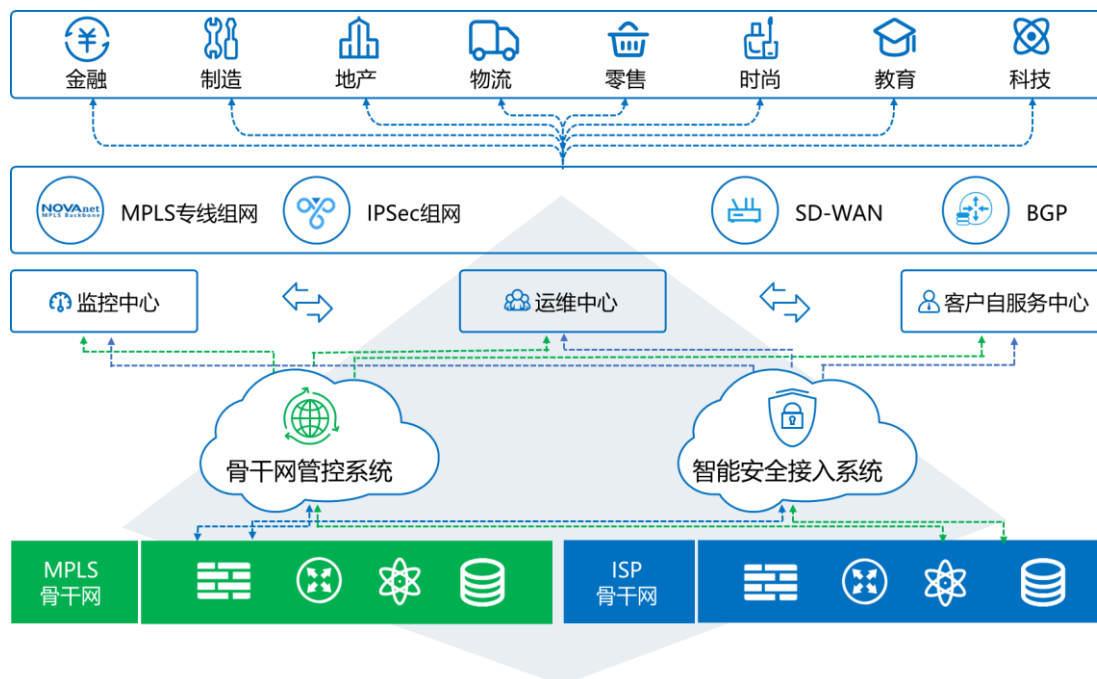 金融
制造
地产
物流
零售
时尚
教育
科技
NOVAnet
MPLS Backbone
MPLS专线组网
IPSec组网
SD-WAN
BGP
监控中心
运维中心
客户自服务中心
骨干网管控系统
智能安全接入系统
MPLS
骨干网
ISP
骨干网